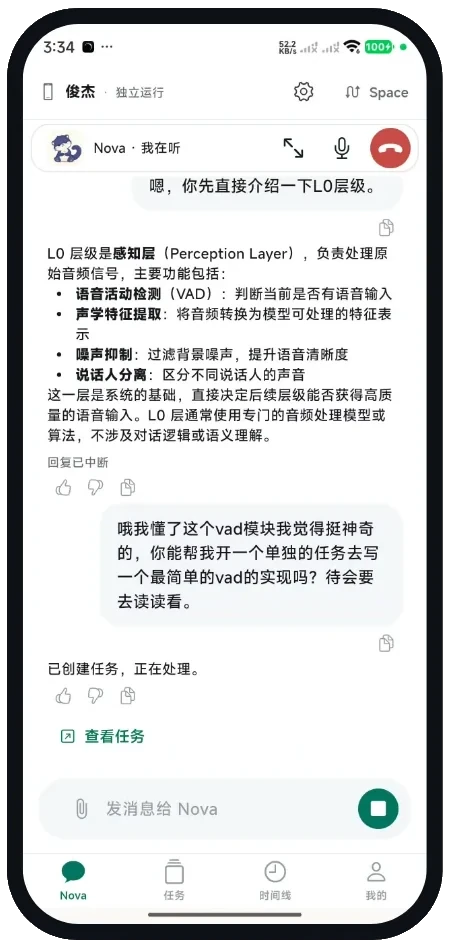 3:34 ··· 52.2 KB/s 100+
俊杰 · 独立运行 Space
Nova · 我在听
嗯，你先直接介绍一下L0层级。
L0 层级是感知层（Perception Layer），负责处理原
始音频信号，主要功能包括：
• 语音活动检测（VAD）：判断当前是否有语音输入
• 声学特征提取：将音频转换为模型可处理的特征表
示
• 噪声抑制：过滤背景噪声，提升语音清晰度
• 说话人分离：区分不同说话人的声音
这一层是系统的基础，直接决定后续层级能否获得高质
量的语音输入。L0 层通常使用专门的音频处理模型或
算法，不涉及对话逻辑或语义理解。
回复已中断
哦我懂了这个vad模块我觉得挺神奇
的，你能帮我开一个单独的任务去写
一个最简单的vad的实现吗？待会要
去读读看。
已创建任务，正在处理。
查看任务
发消息给 Nova
Nova 任务 时间线 我的